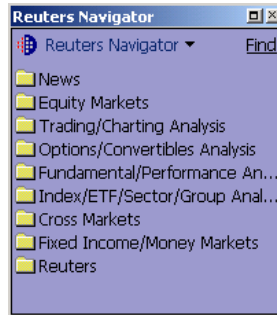 Reuters Navigator
Reuters Navigator Find
News
Equity Markets
Trading/Charting Analysis
Options/Convertibles Analysis
Fundamental/Performance An...
Index/ETF/Sector/Group Anal...
Cross Markets
Fixed Income/Money Markets
Reuters